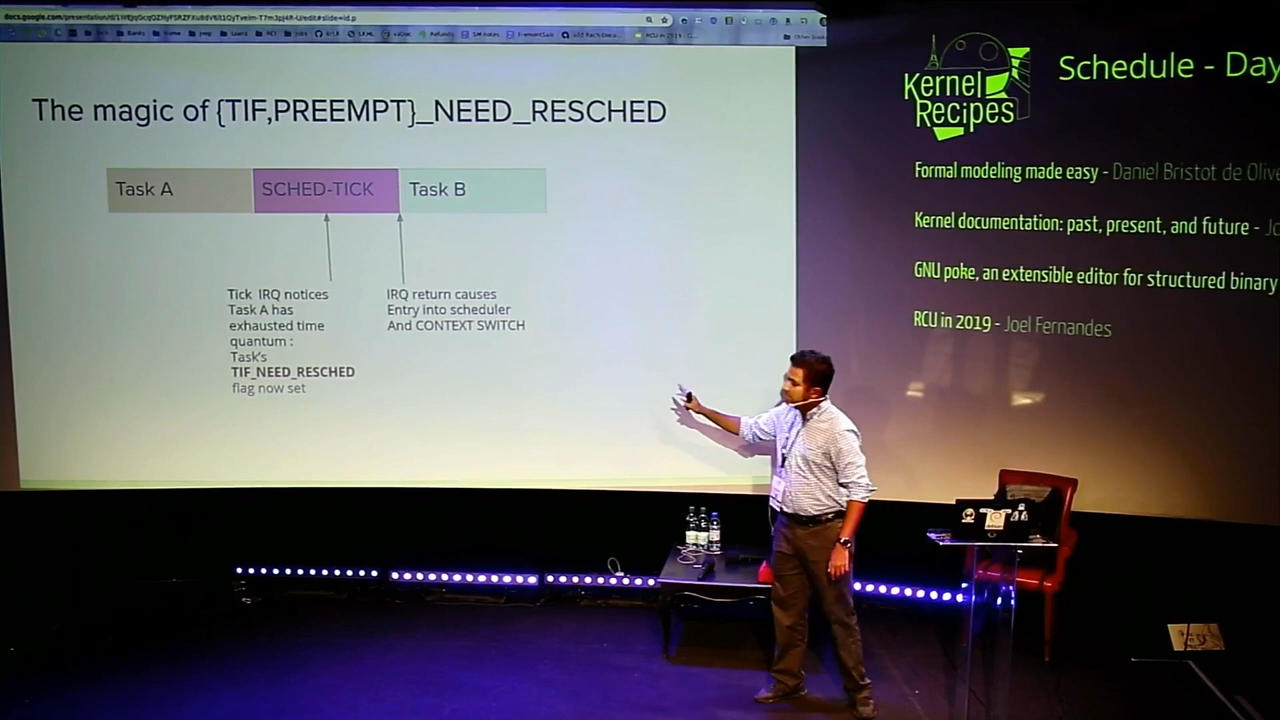 The magic of {TIF,PREEMPT}_NEED_RESCHED
Task A
SCHED-TICK
Task B
Tick IRQ notices
Task A has
exhausted time
quantum :
Task's
TIF_NEED_RESCHED
flag now set
IRQ return causes
Entry into scheduler
And CONTEXT SWITCH
Kernel
Recipes
Schedule - Day
Formal modeling made easy - Daniel Bristot de Olive
Kernel documentation: past, present, and future - Jo
GNU poke, an extensible editor for structured binary
RCU in 2019 - Joel Fernandes